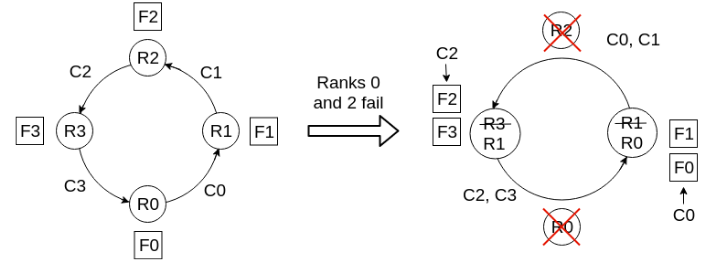 F2
R2
C2
C1
F3
R3
R1
F1
C3
C0
R0
F0
Ranks 0
and 2 fail
R2
C0, C1
C2
F2
F3
R3
R1
R1
R0
F1
F0
C2, C3
C0
R0